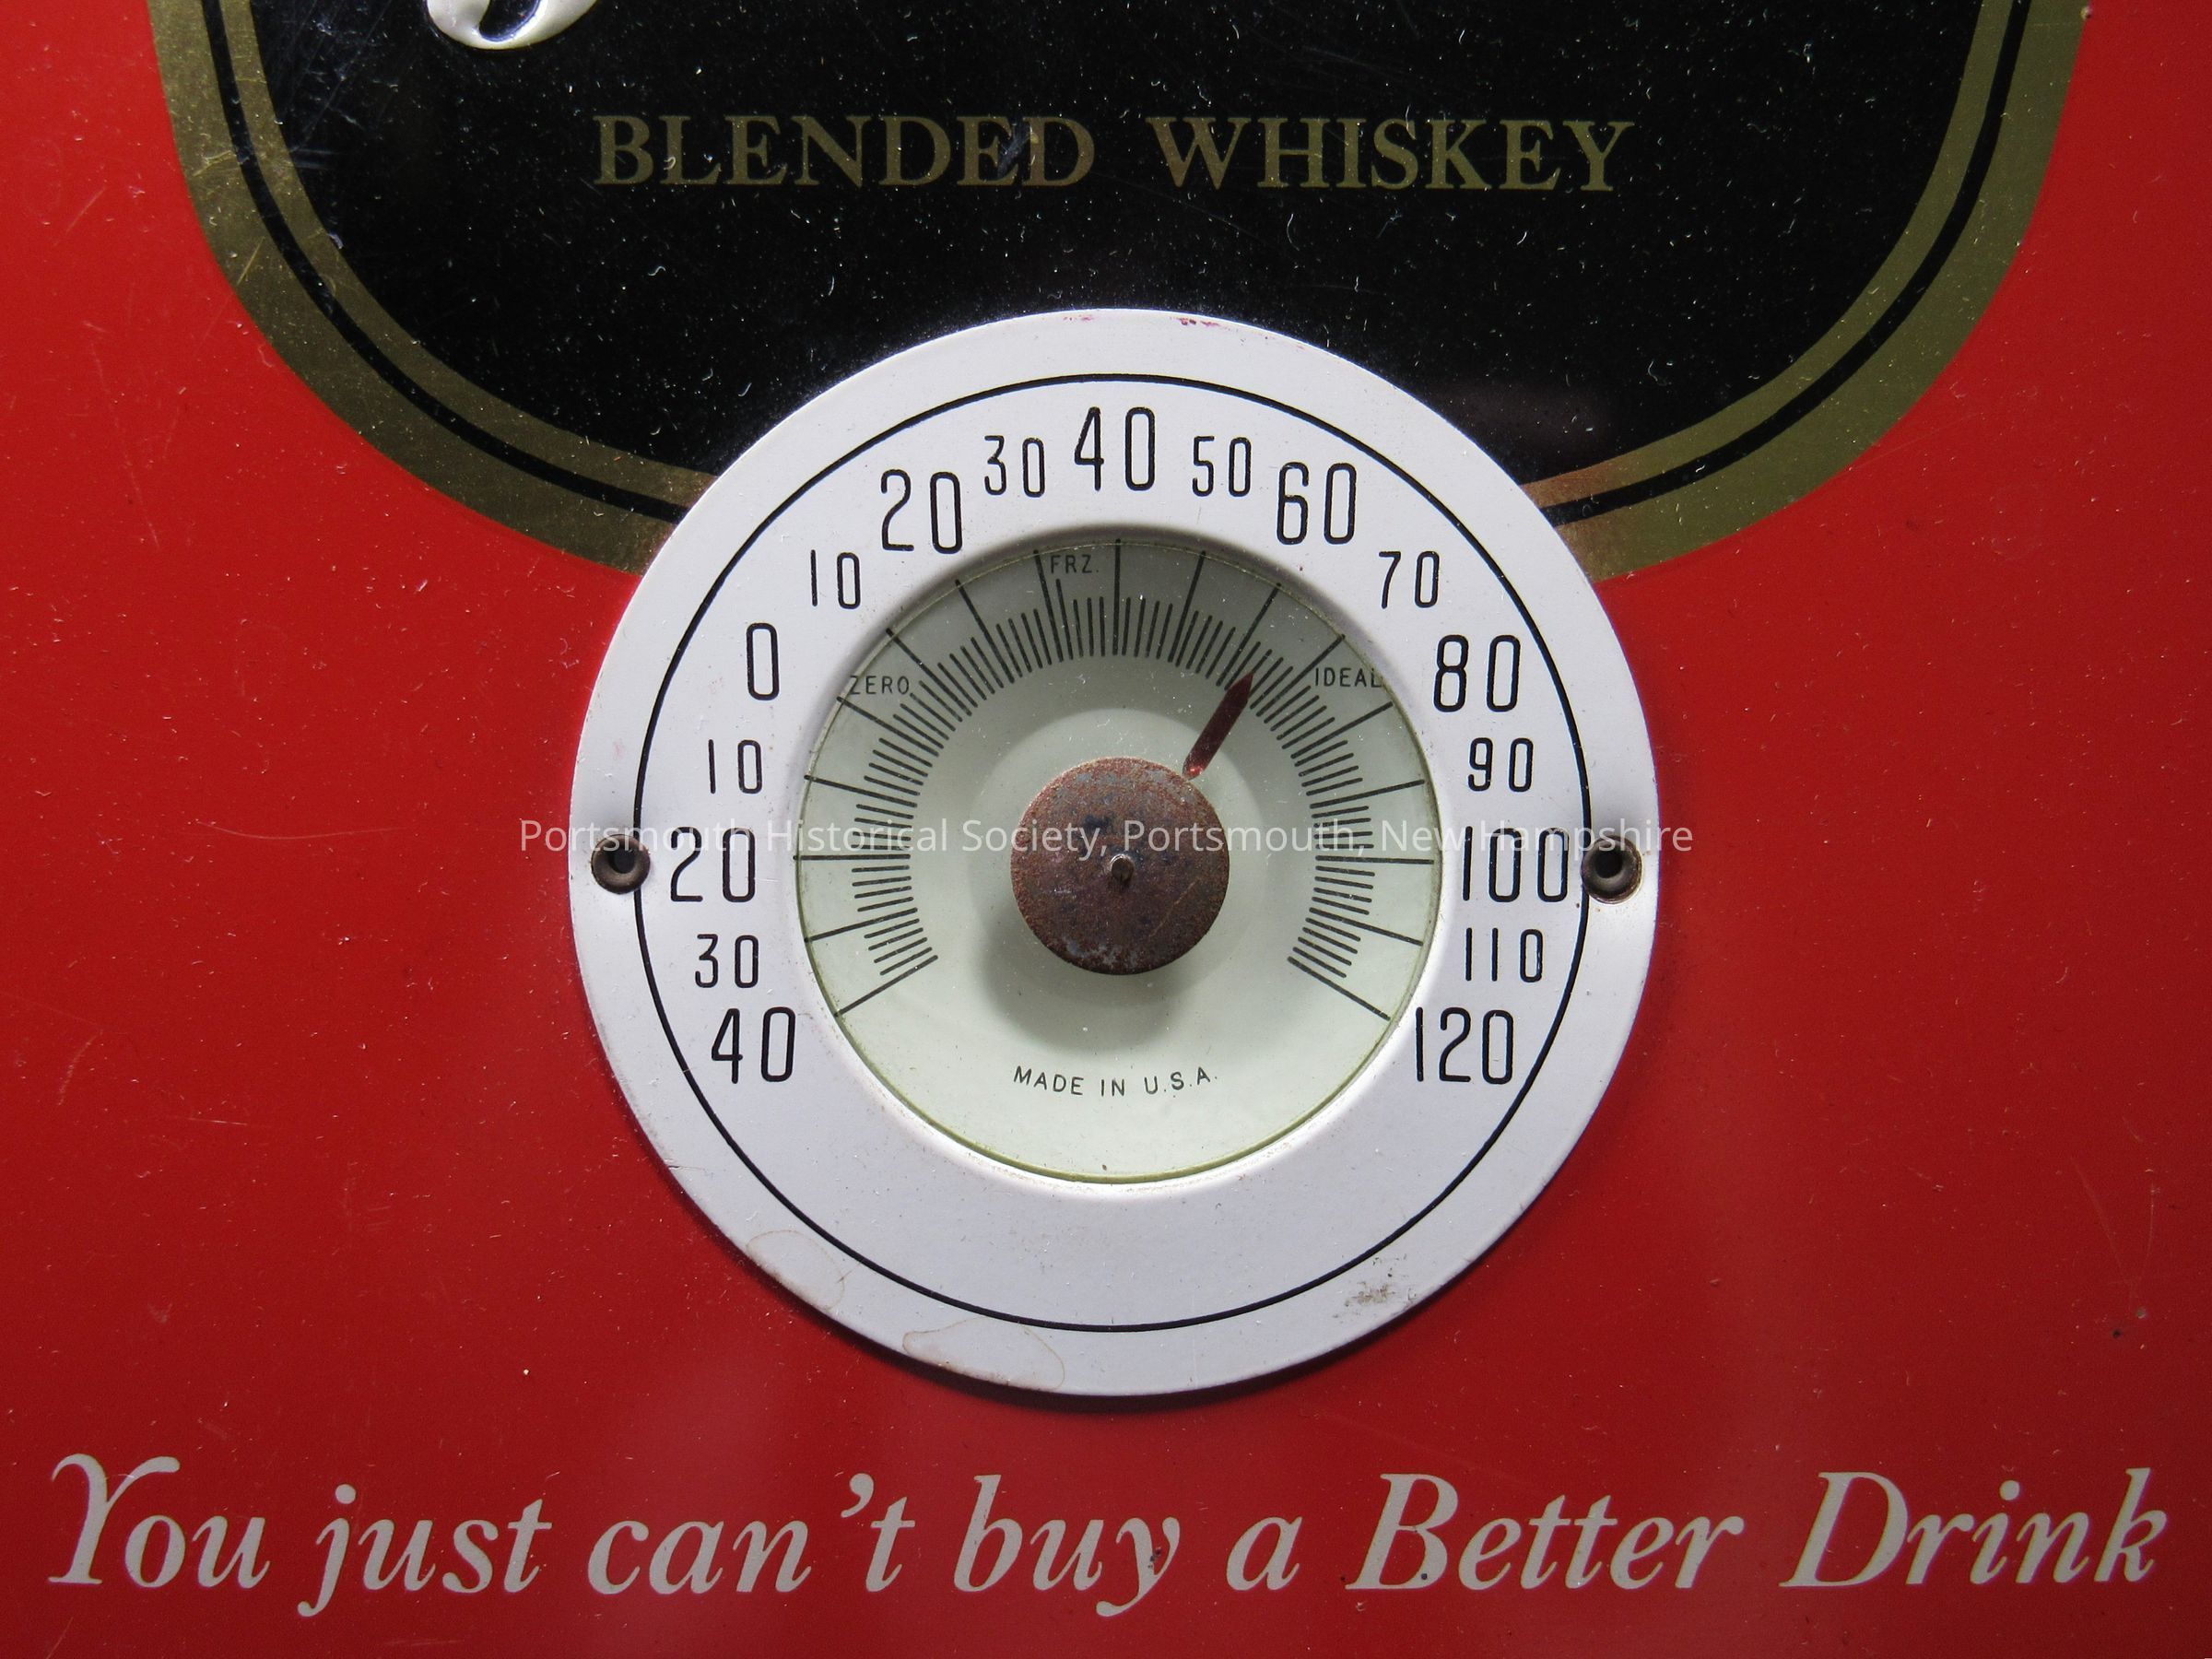 BLENDED WHISKEY
40
30 50
20 60
10 70
FRZ.
0 80
ZERO IDEAL
10 90
Portsmouth Historical Society, Portsmouth, New Hampshire
20 100
30 110
40 120
MADE IN U.S.A.
You just can't buy a Better Drink